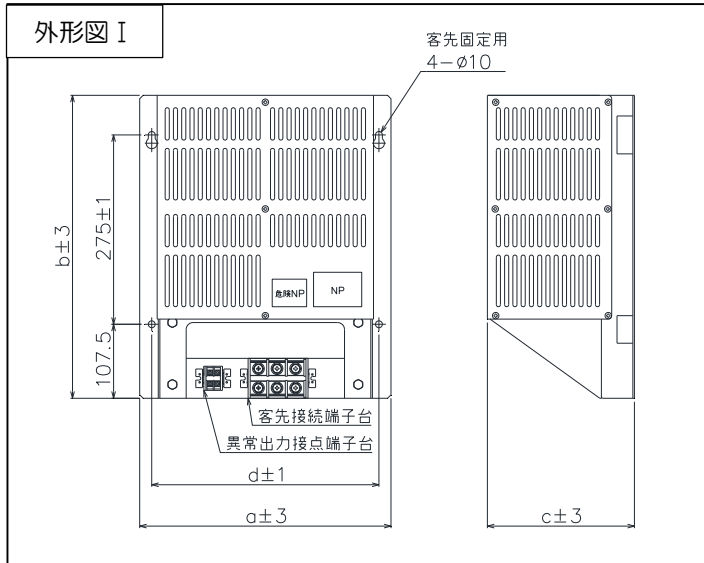 外形図 I
客先固定用
4-φ10
b±3
275±1
107.5
危険NP
NP
客先接続端子台
異常出力接点端子台
d±1
a±3
c±3